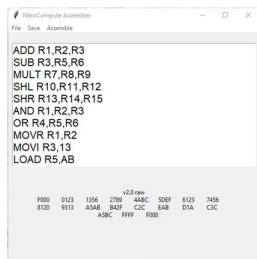 NitroCompute Assembler
File Save Assemble
ADD R1,R2,R3
SUB R3,R5,R6
MULT R7,R8,R9
SHL R10,R11,R12
SHR R13,R14,R15
AND R1,R2,R3
OR R4,R5,R6
MOVR R1,R2
MOVI R3,13
LOAD R5,AB
v2.0 raw
F000 0123 1356 2789 4ABC 5DEF 6123 7456
8120 9313 A5AB B42F C2C EAB D1A C3C
A5BC FFFF F000